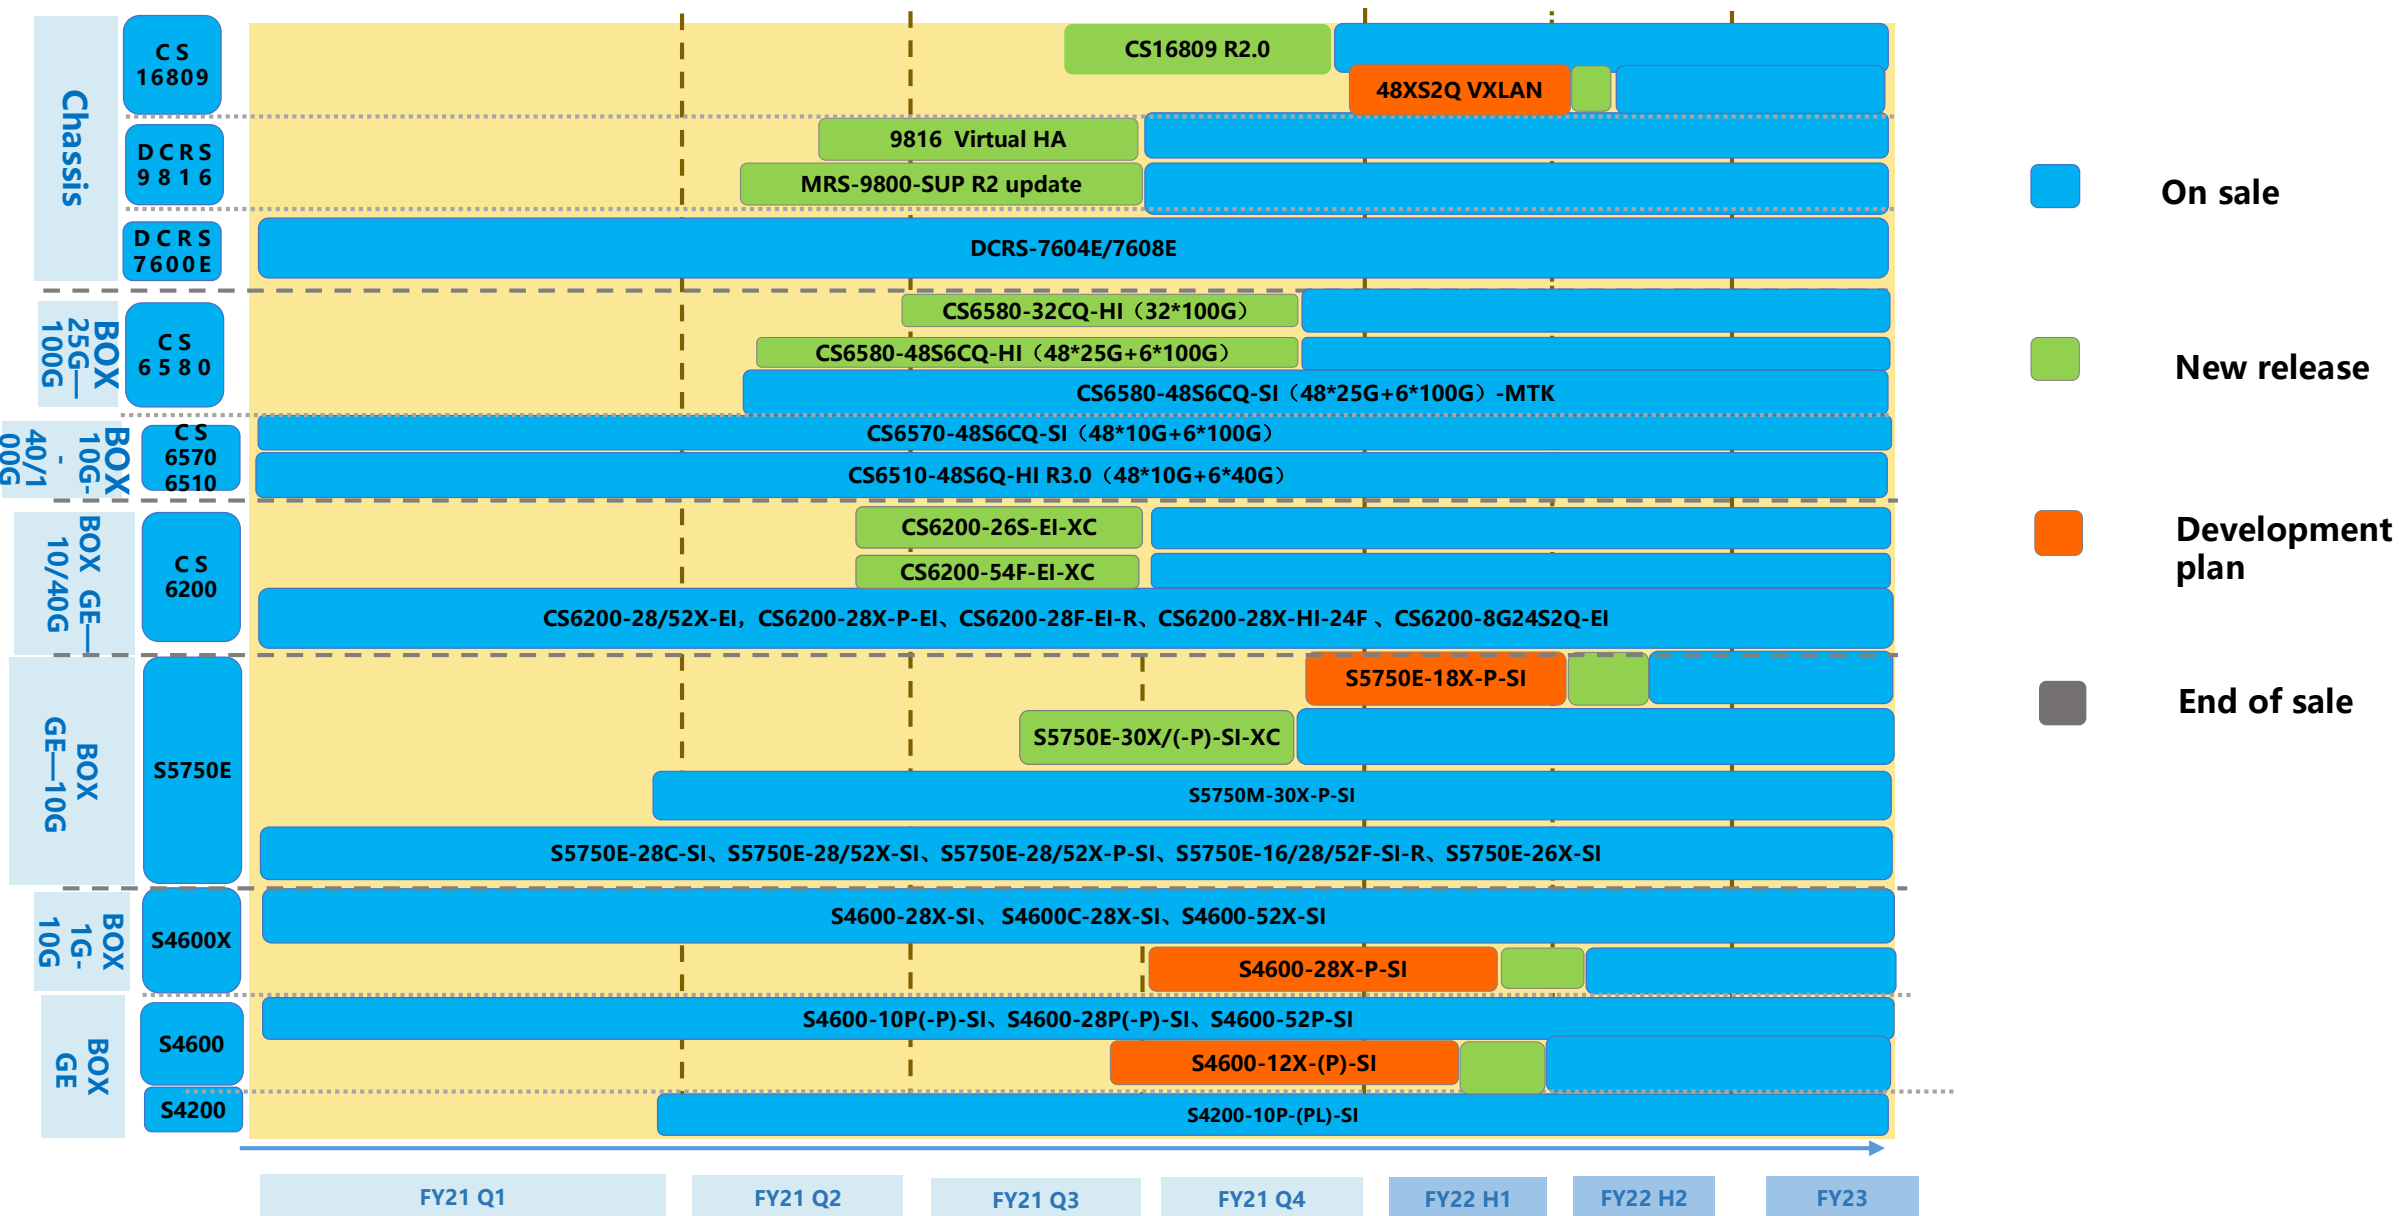 Chassis
CS
16809
CS16809 R2.0
48XS2Q VXLAN
DCRS
9816
9816 Virtual HA
MRS-9800-SUP R2 update
DCRS
7600E
DCRS-7604E/7608E
BOX
25G—
100G
CS
6580
CS6580-32CQ-HI（32*100G）
CS6580-48S6CQ-HI（48*25G+6*100G）
CS6580-48S6CQ-SI（48*25G+6*100G）-MTK
BOX
10G-
-
40/1
00G
CS
6570
6510
CS6570-48S6CQ-SI（48*10G+6*100G）
CS6510-48S6Q-HI R3.0（48*10G+6*40G）
BOX GE—
10/40G
CS
6200
CS6200-26S-EI-XC
CS6200-54F-EI-XC
CS6200-28/52X-EI，CS6200-28X-P-EI、CS6200-28F-EI-R、CS6200-28X-HI-24F 、CS6200-8G24S2Q-EI
BOX
GE—10G
S5750E
S5750E-18X-P-SI
S5750E-30X/(-P)-SI-XC
S5750M-30X-P-SI
S5750E-28C-SI、S5750E-28/52X-SI、S5750E-28/52X-P-SI、S5750E-16/28/52F-SI-R、S5750E-26X-SI
BOX
1G-
10G
S4600X
S4600-28X-SI、 S4600C-28X-SI、S4600-52X-SI
S4600-28X-P-SI
BOX
GE
S4600
S4600-10P(-P)-SI、S4600-28P(-P)-SI、S4600-52P-SI
S4600-12X-(P)-SI
S4200
S4200-10P-(PL)-SI
FY21 Q1
FY21 Q2
FY21 Q3
FY21 Q4
FY22 H1
FY22 H2
FY23
On sale
New release
Development
plan
End of sale